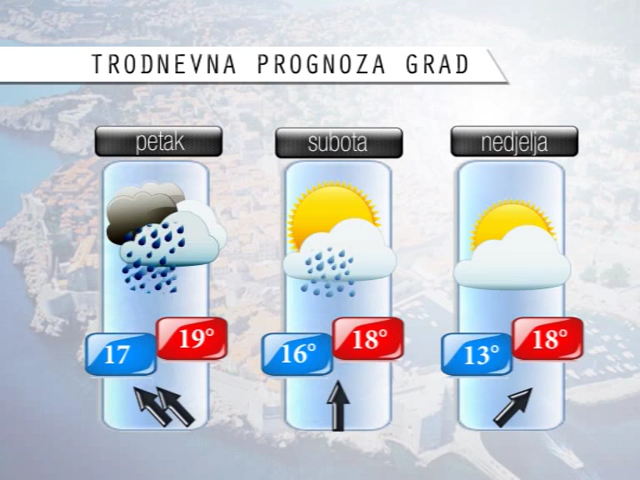 TRODNEVNA PROGNOZA GRAD
petak
subota
nedjelja
17
19°
16°
18°
13°
18°